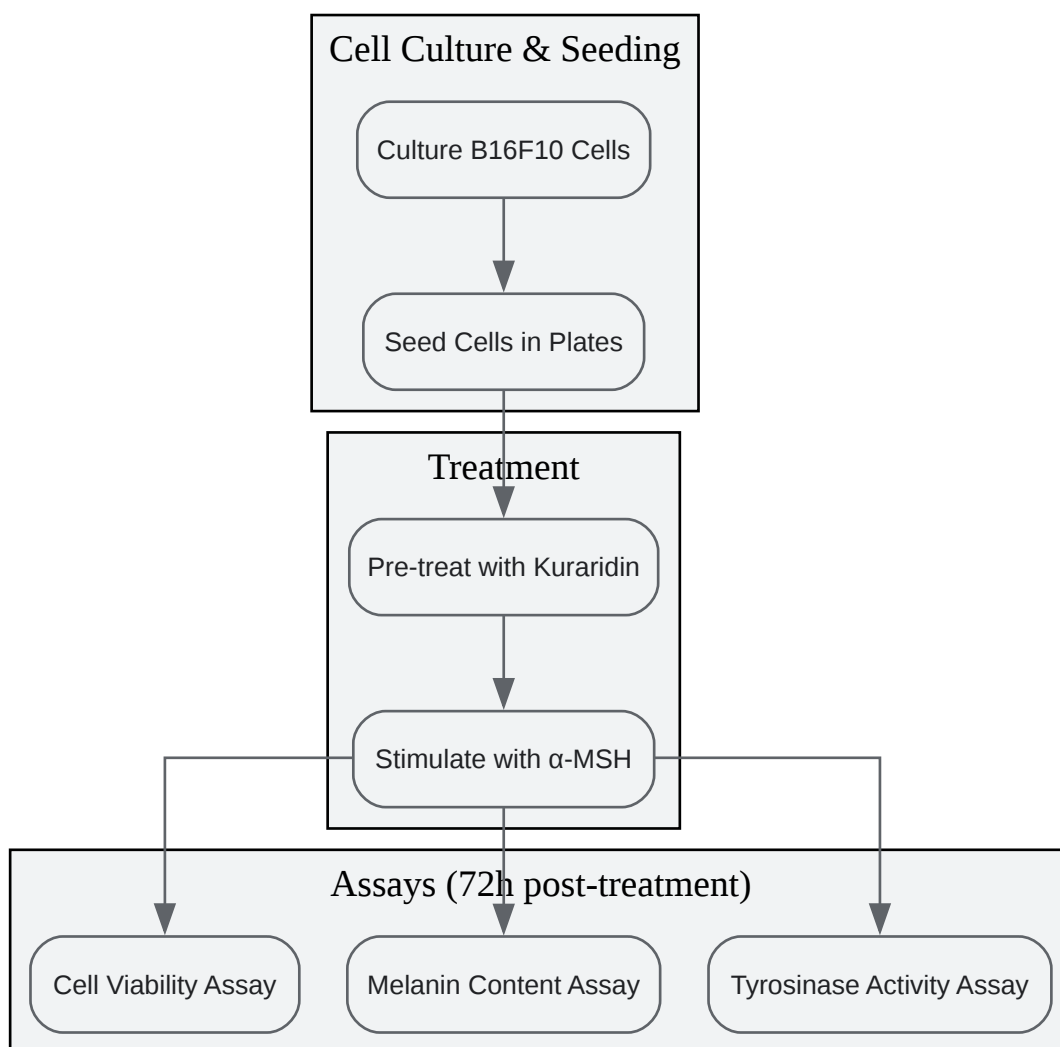 Cell Culture & Seeding
Culture B16F10 Cells
Seed Cells in Plates
Treatment
Pre-treat with Kuraridin
Stimulate with α-MSH
Assays (72h post-treatment)
Cell Viability Assay
Melanin Content Assay
Tyrosinase Activity Assay